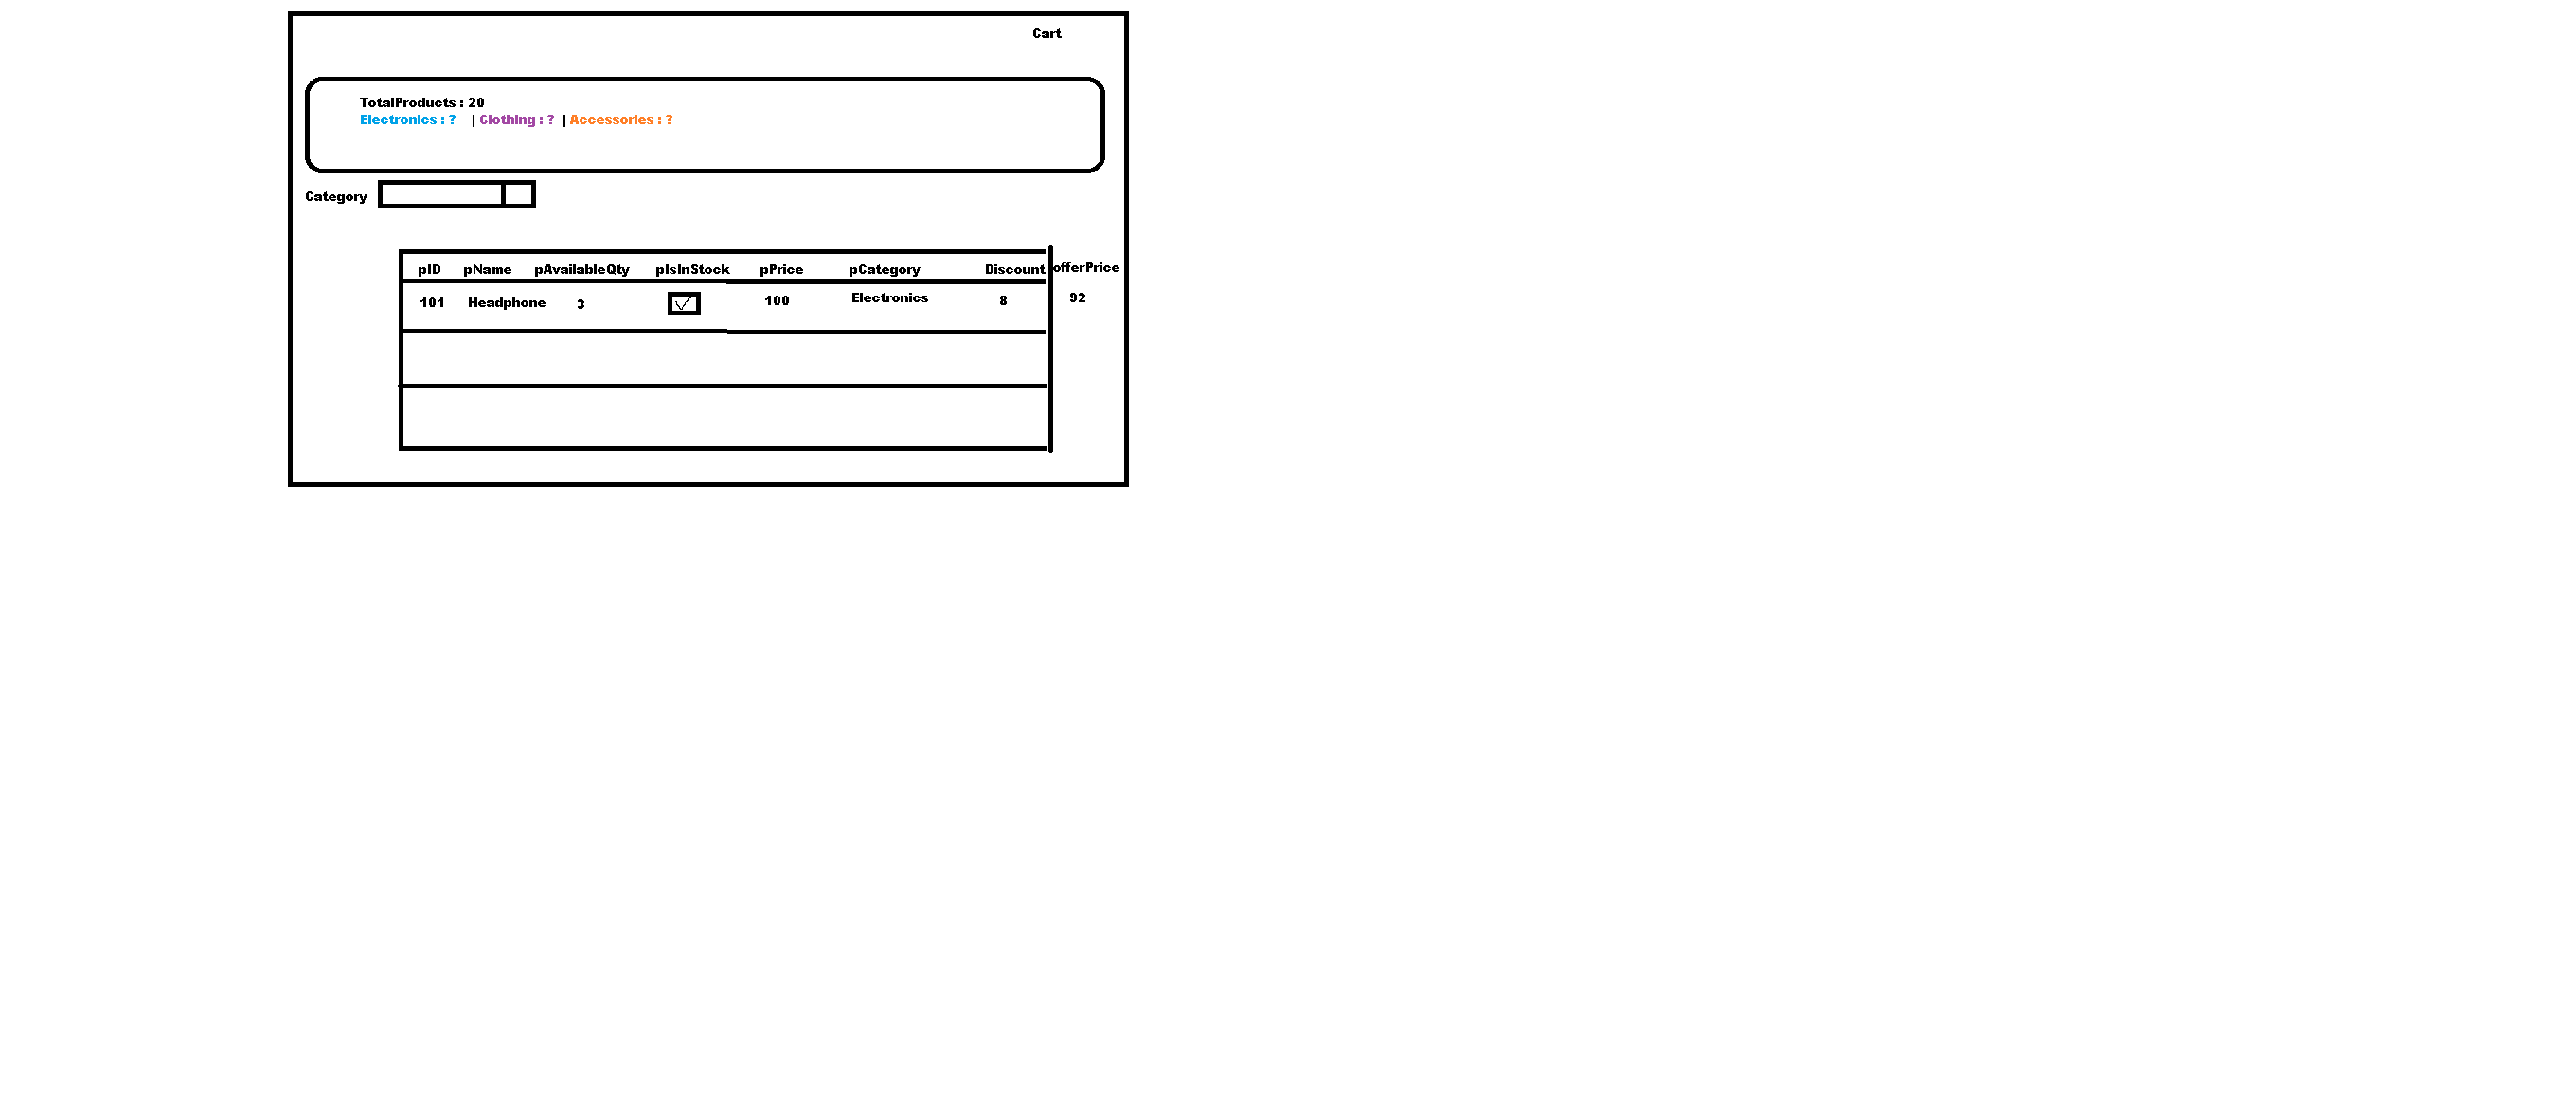 Cart
TotalProducts : 20
Electronics : ? | Clothing : ? | Accessories : ?
Category
pID pName pAvailableQty pIsInStock pPrice pCategory Discount offerPrice
101 Headphone 3 100 Electronics 8 92